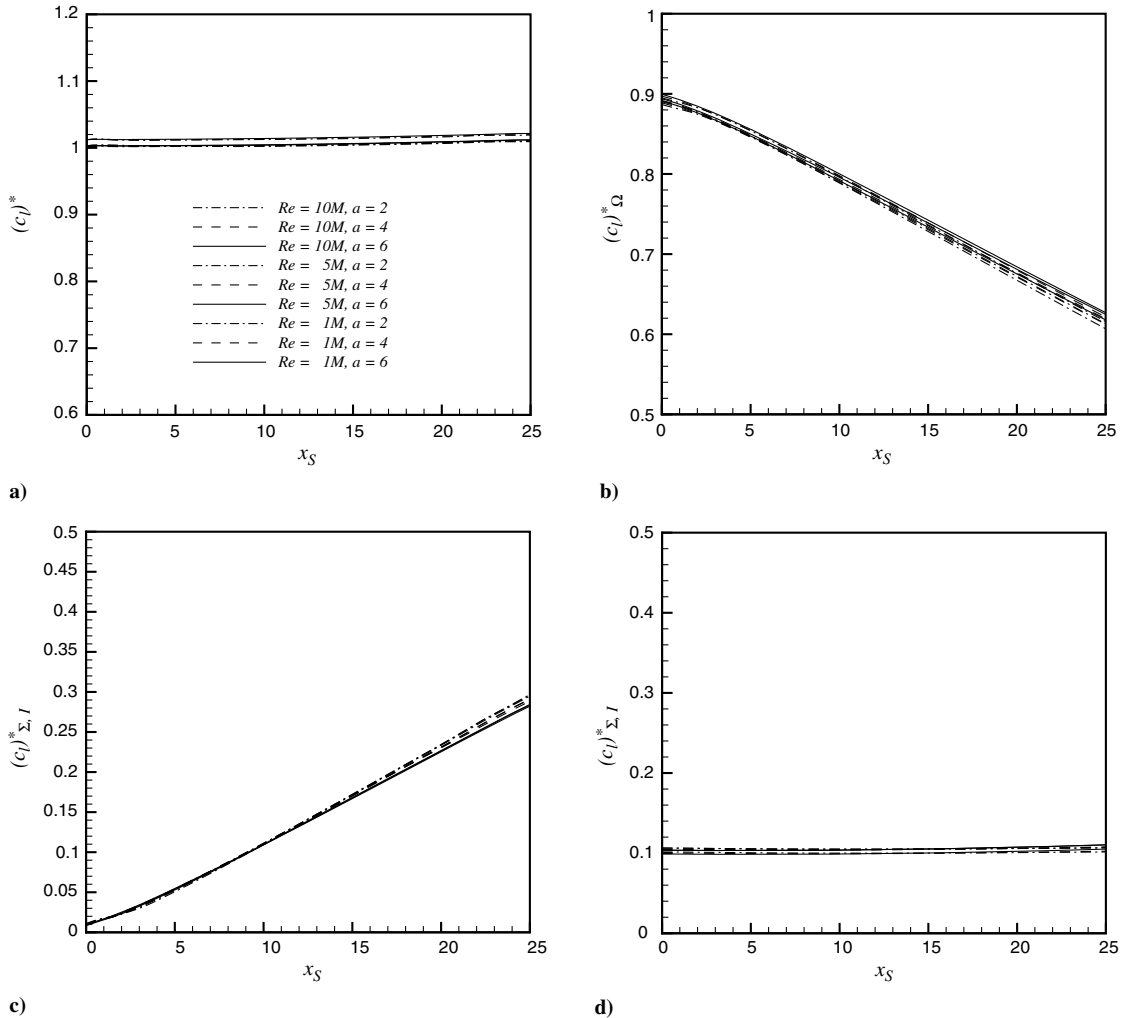 1.2
1.1
1
0.9
0.8
0.7
0.6
(c_l)^*
Re = 10M, a = 2
Re = 10M, a = 4
Re = 10M, a = 6
Re = 5M, a = 2
Re = 5M, a = 4
Re = 5M, a = 6
Re = 1M, a = 2
Re = 1M, a = 4
Re = 1M, a = 6
0 5 10 15 20 25
x_S
a)
1
0.9
0.8
0.7
0.6
0.5
(c_l)^*_Ω
0 5 10 15 20 25
x_S
b)
0.5
0.45
0.4
0.35
0.3
0.25
0.2
0.15
0.1
0.05
0
(c_l)^*_Σ, I
0 5 10 15 20 25
x_S
c)
0.5
0.4
0.3
0.2
0.1
0
(c_l)^*_Σ, I
0 5 10 15 20 25
x_S
d)